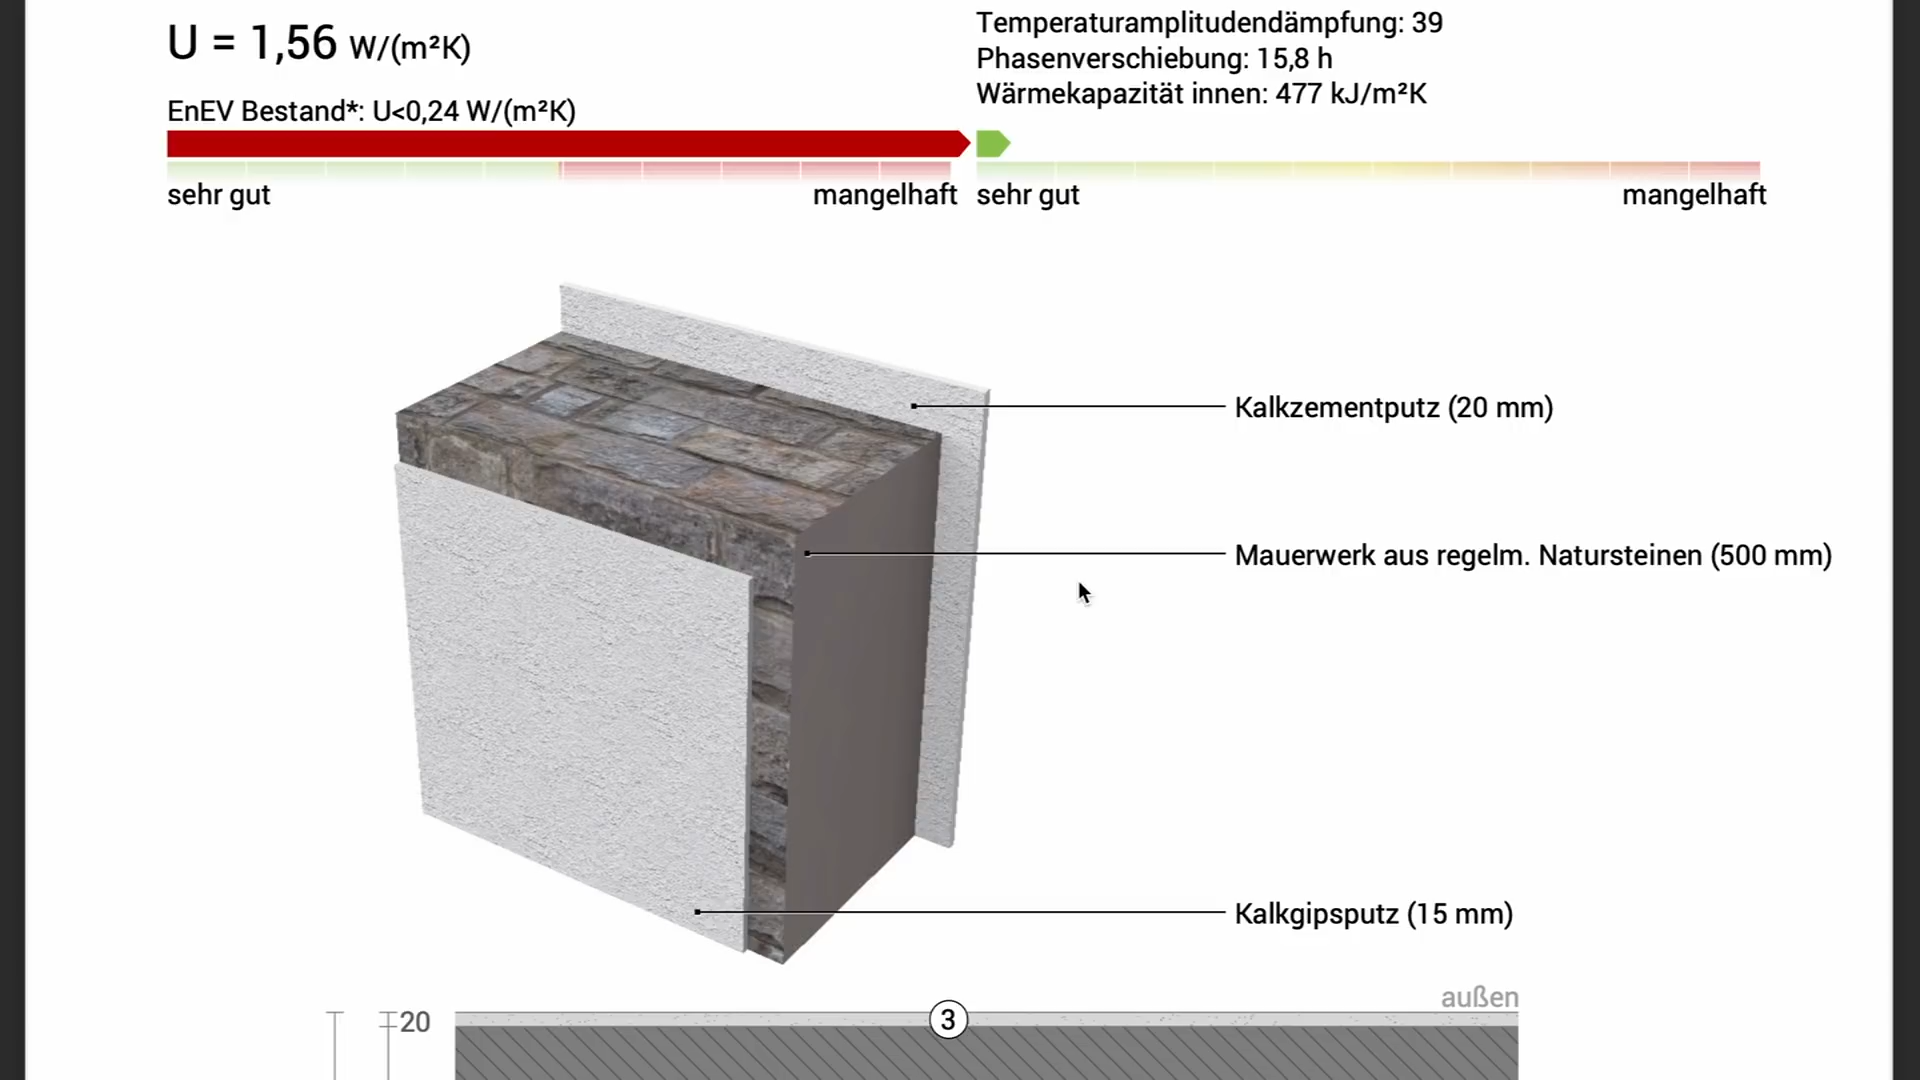 U = 1,56 W/(m²K)
EnEV Bestand*: U<0,24 W/(m²K)
sehr gut
mangelhaft
Temperaturamplitudendämpfung: 39
Phasenverschiebung: 15,8 h
Wärmekapazität innen: 477 kJ/m²K
sehr gut
mangelhaft
Kalkzementputz (20 mm)
Mauerwerk aus regelm. Natursteinen (500 mm)
Kalkgipsputz (15 mm)
außen
20
3